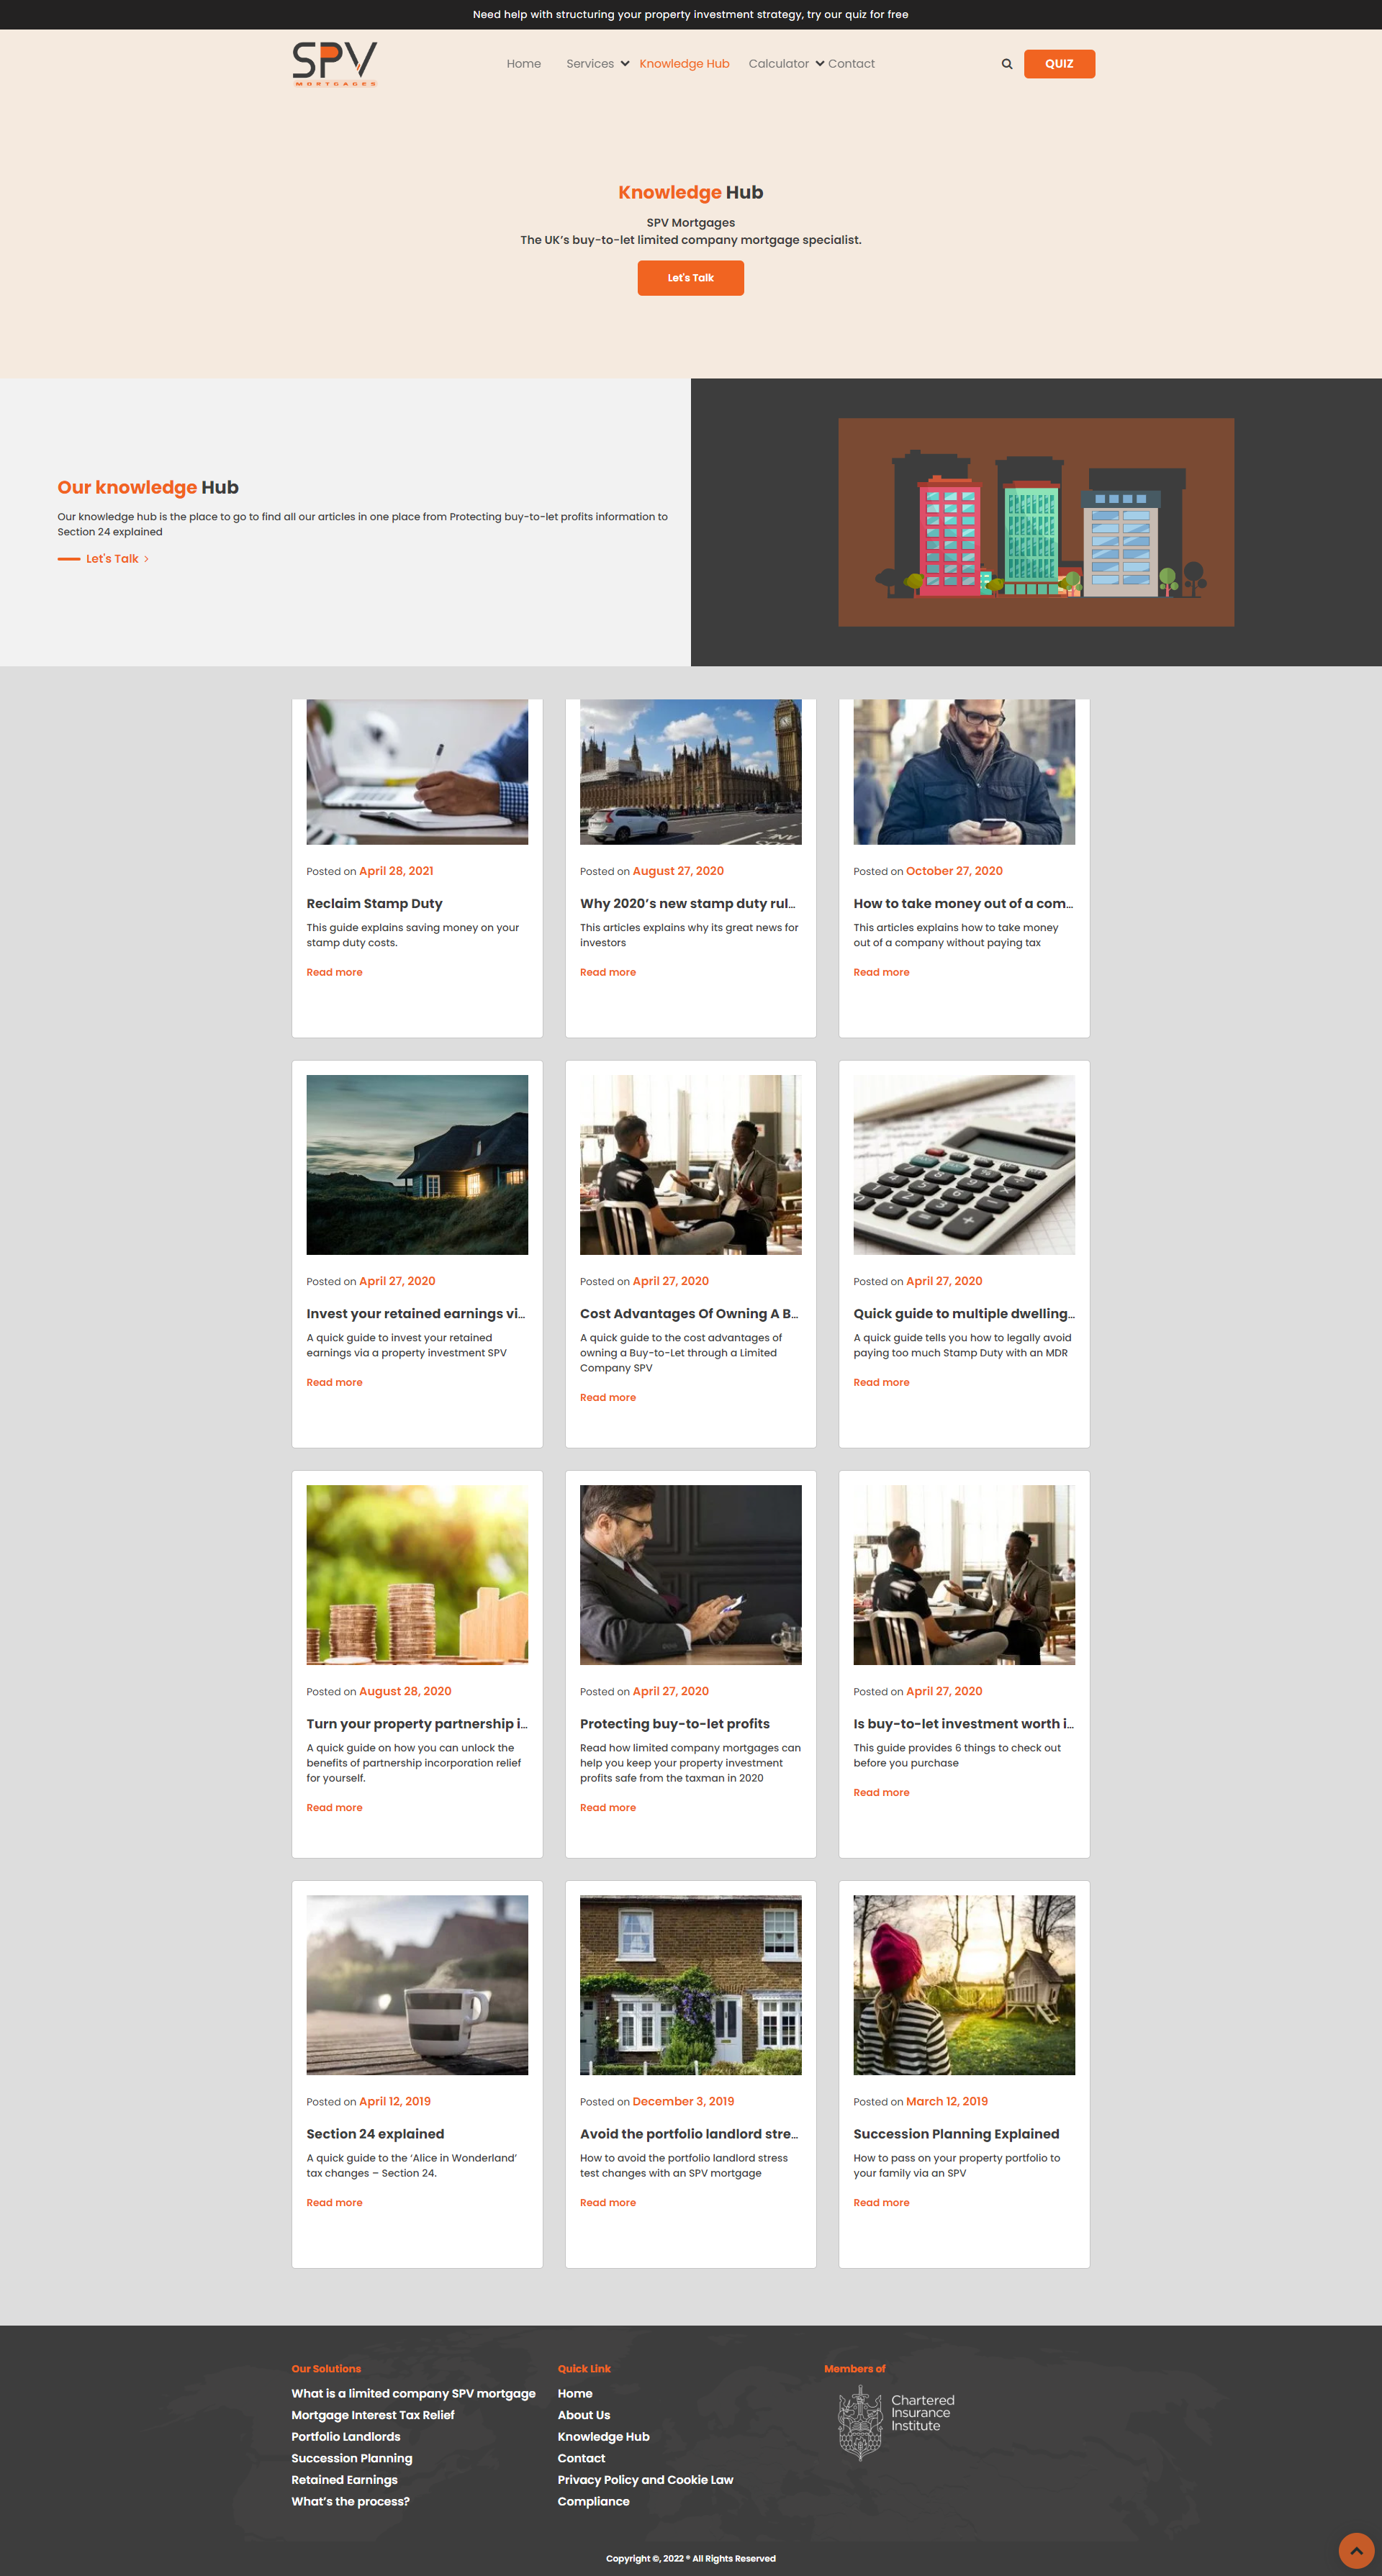 Need help with structuring your property investment strategy, try our quiz for free
SPV
MORTGAGES
Home
Services
Knowledge Hub
Calculator
Contact
QUIZ
Knowledge Hub
SPV Mortgages
The UK's buy-to-let limited company mortgage specialist.
Let's Talk
Our knowledge Hub
Our knowledge hub is the place to go to find all our articles in one place from Protecting buy-to-let profits information to
Section 24 explained
Let's Talk >
Posted on April 28, 2021
Reclaim Stamp Duty
This guide explains saving money on your
stamp duty costs.
Read more
Posted on August 27, 2020
Why 2020's new stamp duty rul...
This articles explains why its great news for
investors
Read more
Posted on October 27, 2020
How to take money out of a com...
This articles explains how to take money
out of a company without paying tax
Read more
Posted on April 27, 2020
Invest your retained earnings vi...
A quick guide to invest your retained
earnings via a property investment SPV
Read more
Posted on April 27, 2020
Cost Advantages Of Owning A B...
A quick guide to the cost advantages of
owning a Buy-to-Let through a Limited
Company SPV
Read more
Posted on April 27, 2020
Quick guide to multiple dwelling...
A quick guide tells you how to legally avoid
paying too much Stamp Duty with an MDR
Read more
Posted on August 28, 2020
Turn your property partnership i...
A quick guide on how you can unlock the
benefits of partnership incorporation relief
for yourself.
Read more
Posted on April 27, 2020
Protecting buy-to-let profits
Read how limited company mortgages can
help you keep your property investment
profits safe from the taxman in 2020
Read more
Posted on April 27, 2020
Is buy-to-let investment worth i...
This guide provides 6 things to check out
before you purchase
Read more
Posted on April 12, 2019
Section 24 explained
A quick guide to the ‘Alice in Wonderland’
tax changes – Section 24.
Read more
Posted on December 3, 2019
Avoid the portfolio landlord stre...
How to avoid the portfolio landlord stress
test changes with an SPV mortgage
Read more
Posted on March 12, 2019
Succession Planning Explained
How to pass on your property portfolio to
your family via an SPV
Read more
Our Solutions
What is a limited company SPV mortgage
Mortgage Interest Tax Relief
Portfolio Landlords
Succession Planning
Retained Earnings
What's the process?
Quick Link
Home
About Us
Knowledge Hub
Contact
Privacy Policy and Cookie Law
Compliance
Members of
Chartered
Insurance
Institute
Copyright ©, 2022 ® All Rights Reserved